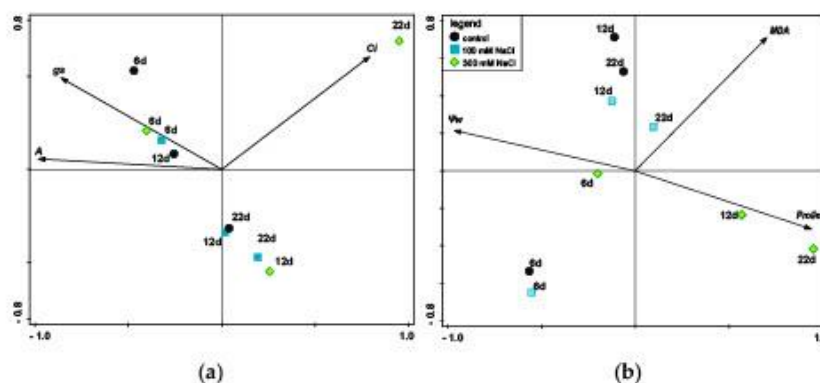 0.8
22d
6d
Ci
gs
6d
6d
12d
A
22d
12d
22d
12d
-0.8
-1.0
1.0
(a)
0.8
legend
control
100 mM NaCl
300 mM NaCl
12d
MDA
22d
12d
22d
Ψw
6d
12d
Proline
22d
6d
6d
-0.8
-1.0
1.0
(b)